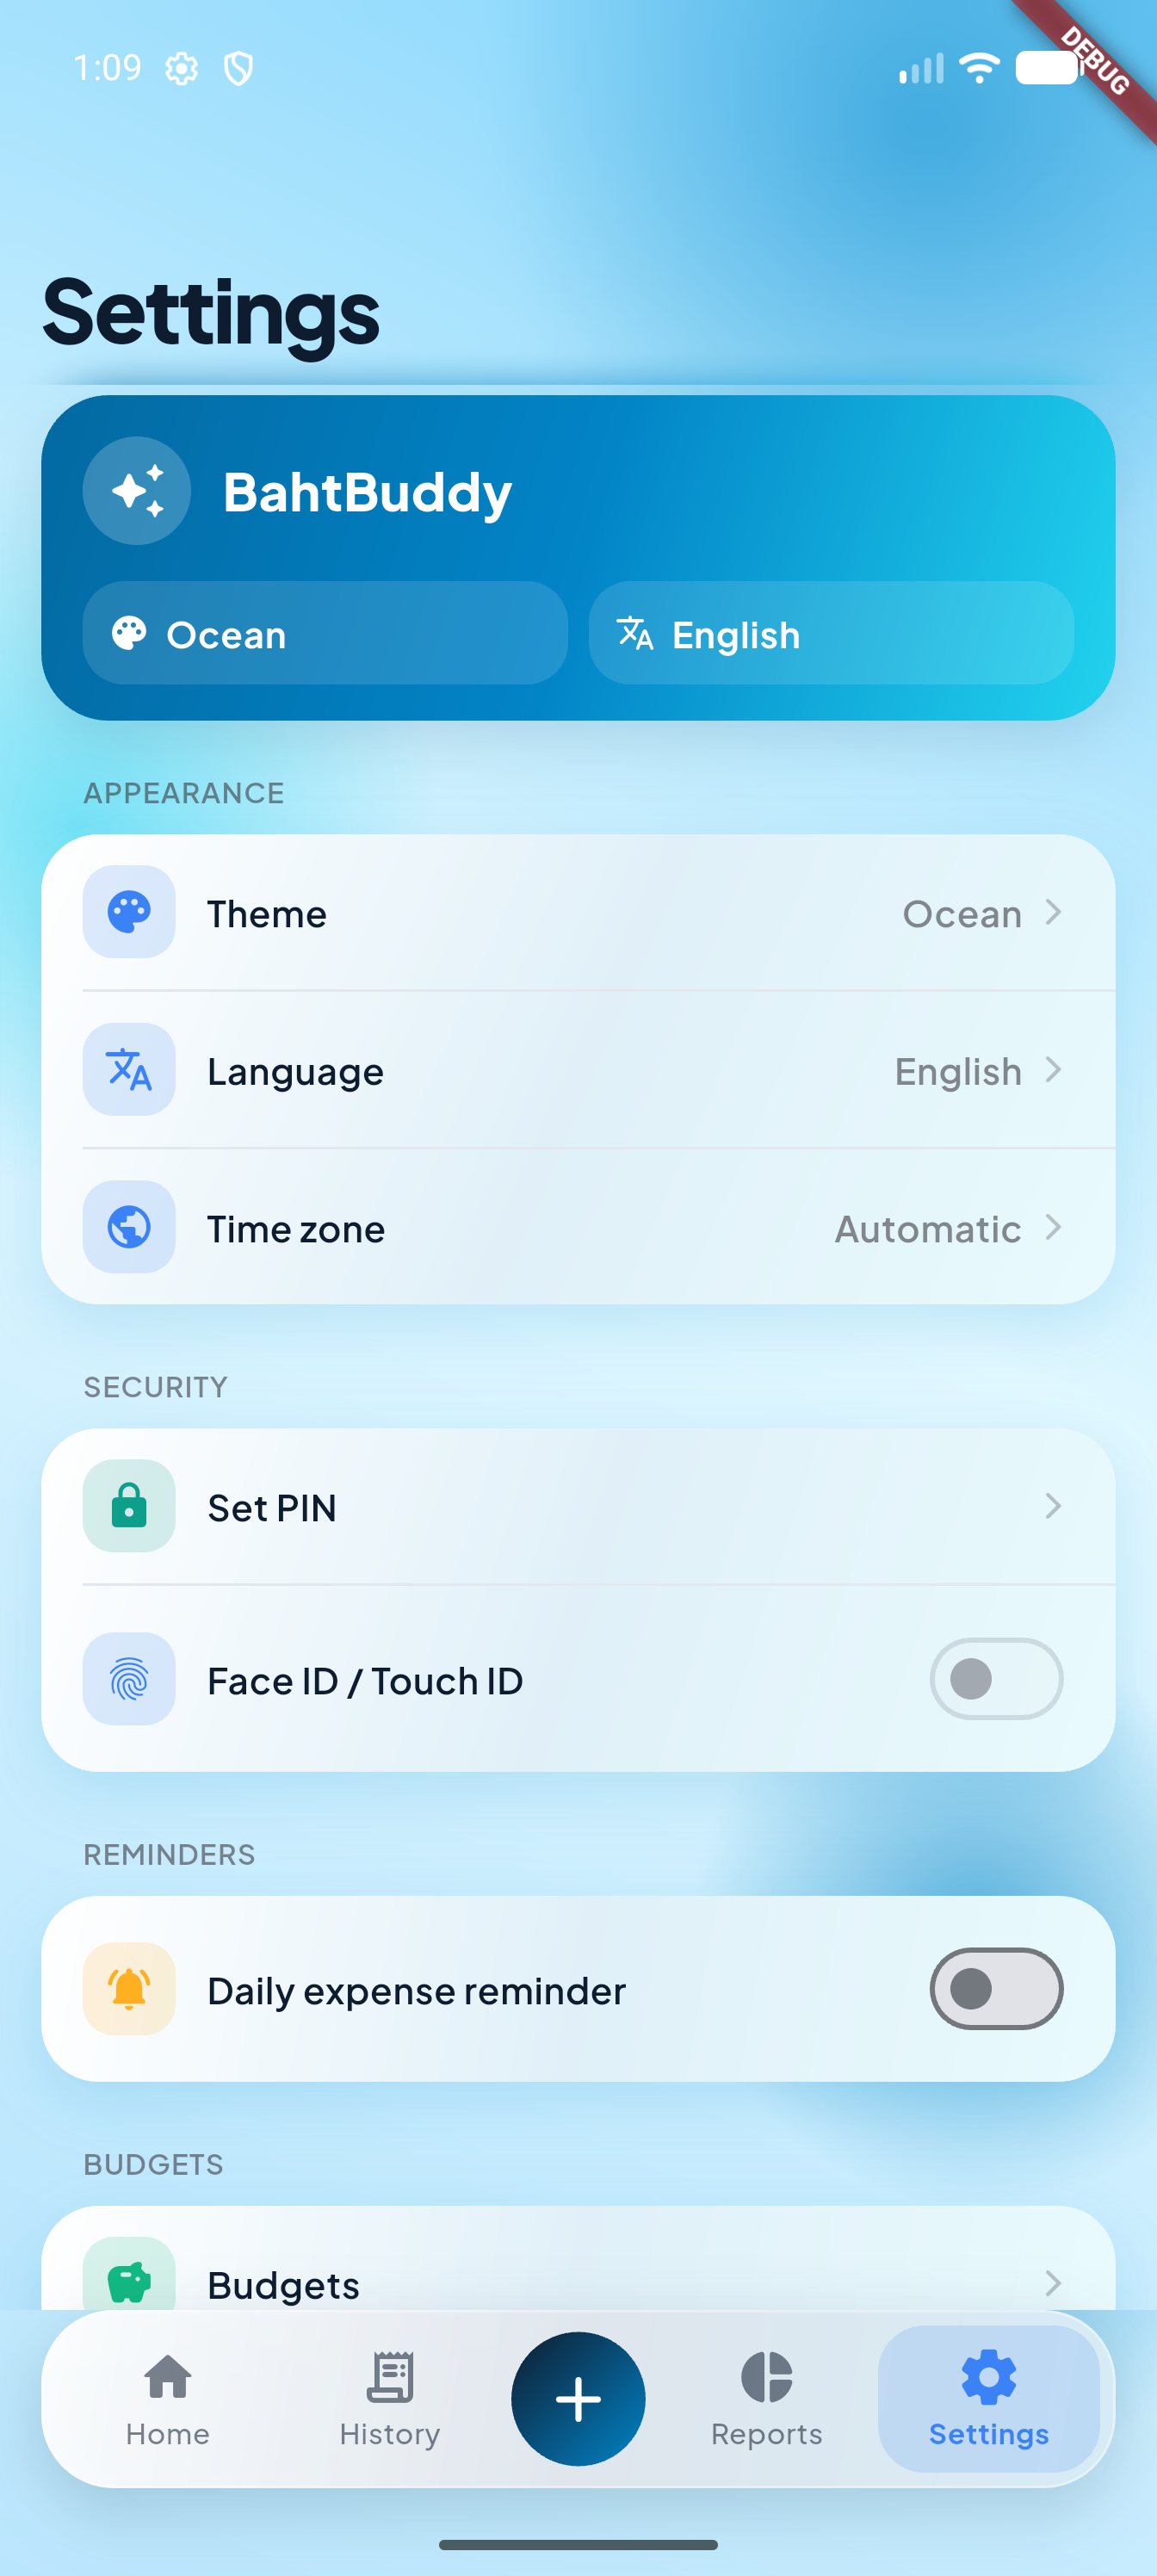 1:09
DEBUG
Settings
BahtBuddy
Ocean
English
APPEARANCE
Theme
Ocean
Language
English
Time zone
Automatic
SECURITY
Set PIN
Face ID / Touch ID
REMINDERS
Daily expense reminder
BUDGETS
Budgets
Home
History
Reports
Settings